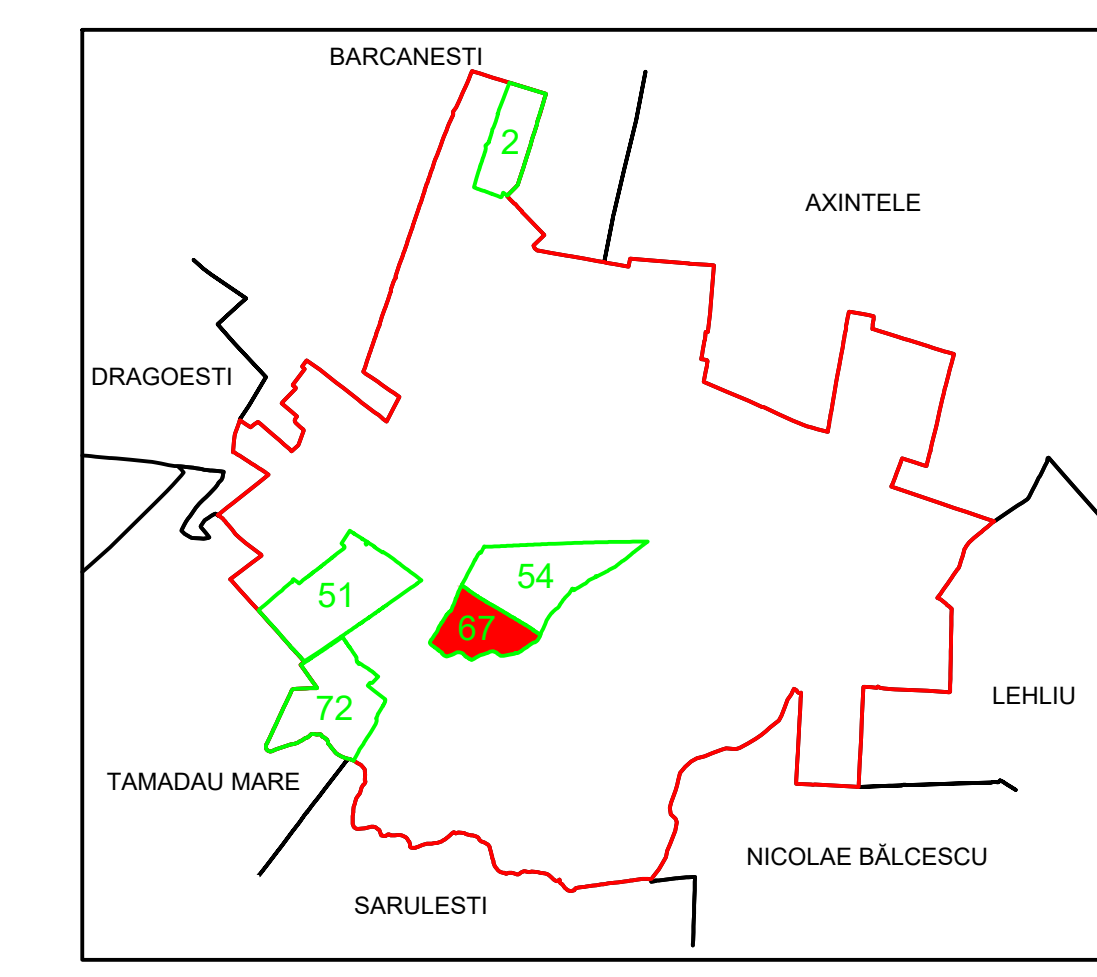 BARCANESTI
2
AXINTELE
DRAGOESTI
54
51
67
LEHLIU
72
TAMADAU MARE
NICOLAE BĂLCESCU
SARULESTI